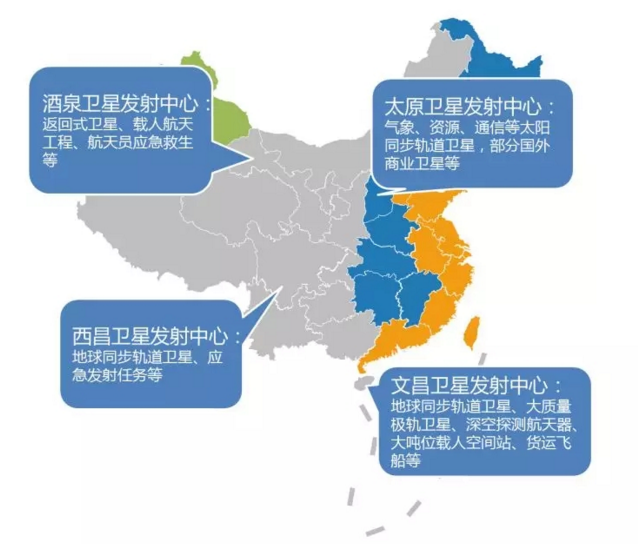 酒泉卫星发射中心：
返回式卫星、载人航天
工程、航天员应急救生
等
太原卫星发射中心：
气象、资源、通信等太阳
同步轨道卫星，部分国外
商业卫星等
西昌卫星发射中心：
地球同步轨道卫星、应
急发射任务等
文昌卫星发射中心：
地球同步轨道卫星、大质量
极轨卫星、深空探测航天器、
大吨位载人空间站、货运飞
船等